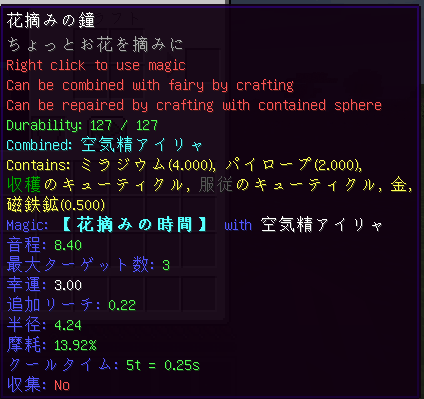 花摘みの鐘
ちょっとお花を摘みに
Right click to use magic
Can be combined with fairy by crafting
Can be repaired by crafting with contained sphere
Durability: 127 / 127
Combined: 空気精アイリャ
Contains: ミラジウム(4.000), パイロープ(2.000),
収穫のキューティクル, 服従のキューティクル, 金,
磁鉄鉱(0.500)
Magic: 【花摘みの時間】 with 空気精アイリャ
音程: 8.40
最大ターゲット数: 3
幸運: 3.00
追加リーチ: 0.22
半径: 4.24
摩耗: 13.92%
クールタイム: 5t = 0.25s
収集: No